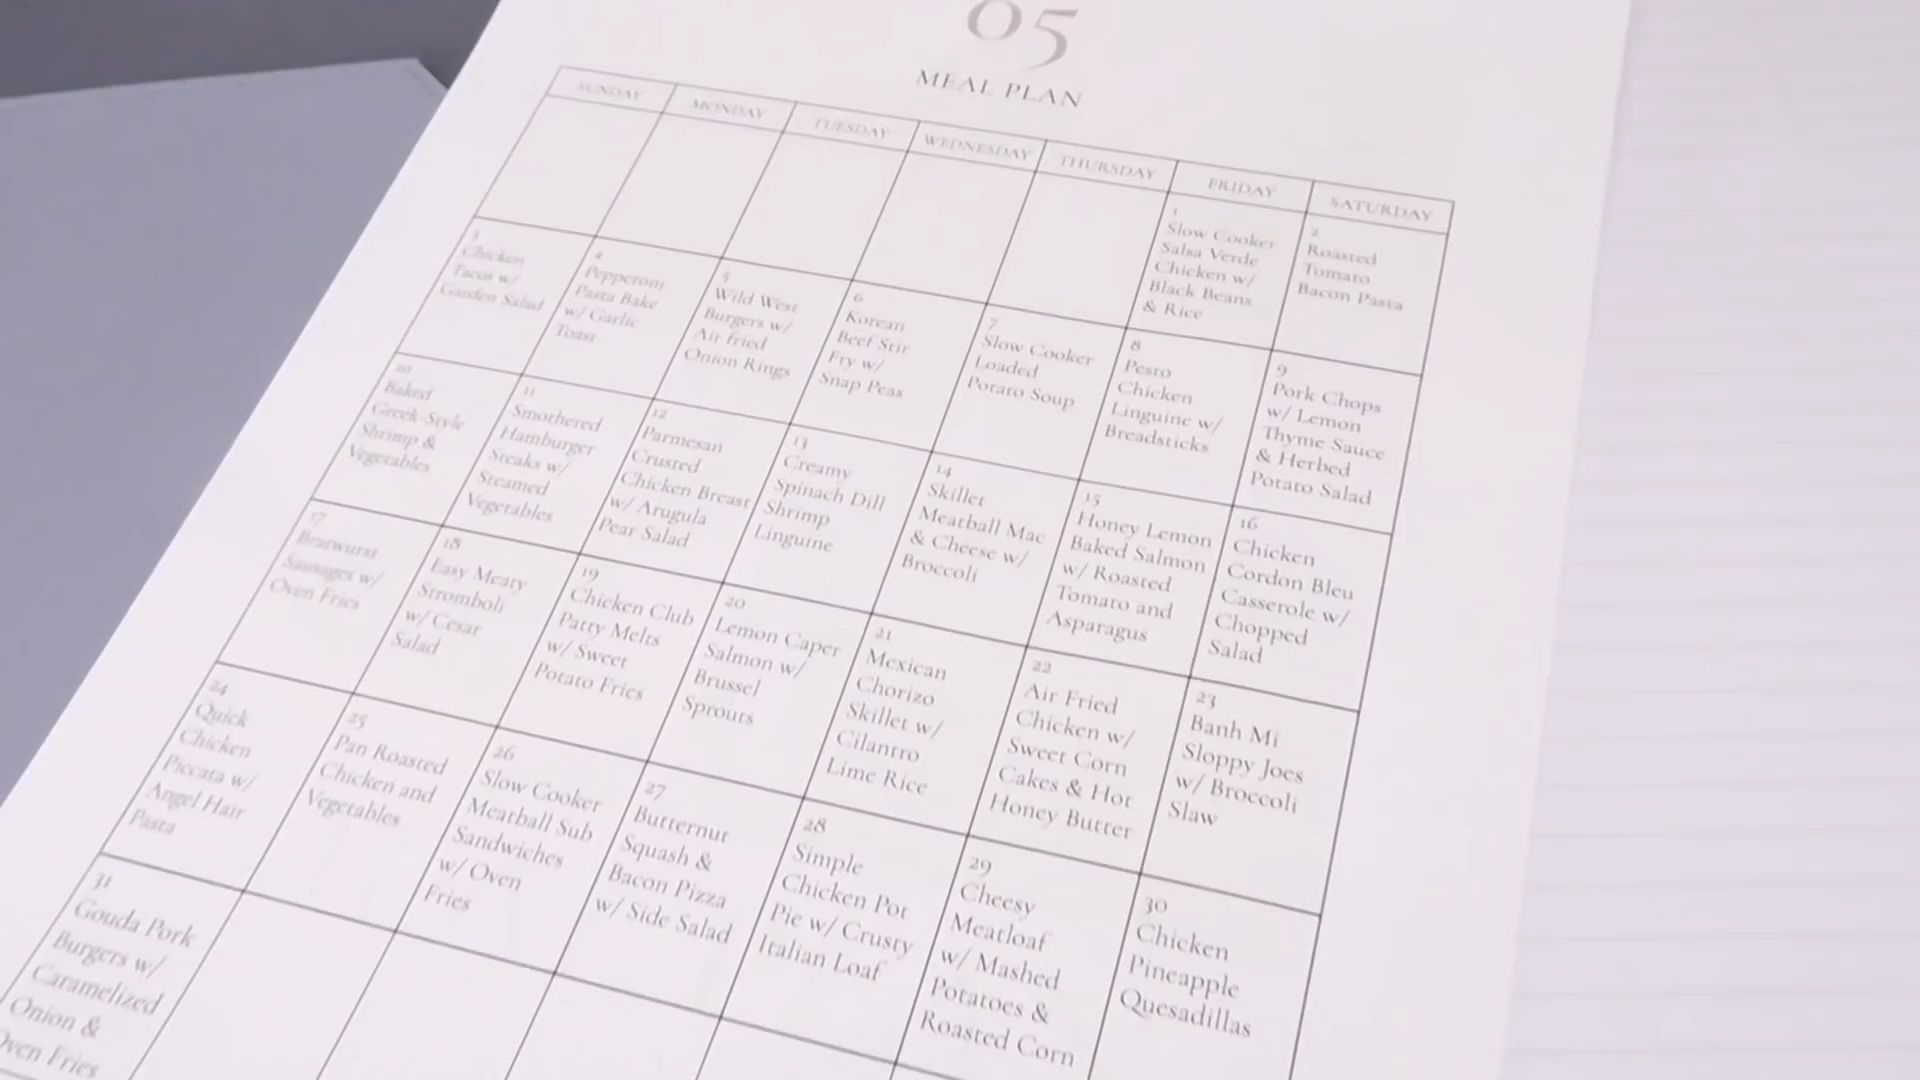 05
MEAL PLAN
SUNDAY
MONDAY
TUESDAY
WEDNESDAY
THURSDAY
FRIDAY
SATURDAY
1
Slow Cooker
Salsa Verde
Chicken w/
Black Beans
& Rice
2
Roasted
Tomato
Bacon Pasta
3
Chicken
Tacos w/
Garden Salad
4
Pepperoni
Pasta Bake
w/ Garlic
Toast
5
Wild West
Burgers w/
Air fried
Onion Rings
6
Korean
Beef Stir
Fry w/
Snap Peas
7
Slow Cooker
Loaded
Potato Soup
8
Pesto
Chicken
Linguine w/
Breadsticks
9
Pork Chops
w/ Lemon
Thyme Sauce
& Herbed
Potato Salad
10
Baked
Greek-Style
Shrimp &
Vegetables
11
Smothered
Hamburger
Steaks w/
Steamed
Vegetables
12
Parmesan
Crusted
Chicken Breast
w/ Arugula
Pear Salad
13
Creamy
Spinach Dill
Shrimp
Linguine
14
Skillet
Meatball Mac
& Cheese w/
Broccoli
15
Honey Lemon
Baked Salmon
w/ Roasted
Tomato and
Asparagus
16
Chicken
Cordon Bleu
Casserole w/
Chopped
Salad
17
Bratwurst
Sausages w/
Oven Fries
18
Easy Meaty
Stromboli
w/ Cesar
Salad
19
Chicken Club
Patty Melts
w/ Sweet
Potato Fries
20
Lemon Caper
Salmon w/
Brussel
Sprouts
21
Mexican
Chorizo
Skillet w/
Cilantro
Lime Rice
22
Air Fried
Chicken w/
Sweet Corn
Cakes & Hot
Honey Butter
23
Banh Mi
Sloppy Joes
w/ Broccoli
Slaw
24
Quick
Chicken
Piccata w/
Angel Hair
Pasta
25
Pan Roasted
Chicken and
Vegetables
26
Slow Cooker
Meatball Sub
Sandwiches
w/ Oven
Fries
27
Butternut
Squash &
Bacon Pizza
w/ Side Salad
28
Simple
Chicken Pot
Pie w/ Crusty
Italian Loaf
29
Cheesy
Meatloaf
w/ Mashed
Potatoes &
Roasted Corn
30
Chicken
Pineapple
Quesadillas
31
Gouda Pork
Burgers w/
Caramelized
Onion &
Oven Fries